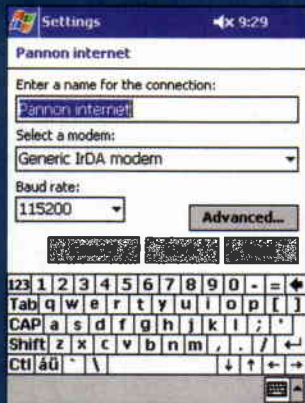 Settings 9:29
Pannon internet
Enter a name for the connection:
Pannon internet
Select a modem:
Generic IrDA modem
Baud rate:
115200
Advanced...
123 1 2 3 4 5 6 7 8 9 0 - =
Tab q w e r t y u i o p [ ]
CAP a s d f g h j k l ; '
Shift z x c v b n m , . /
Ctl áü ` \